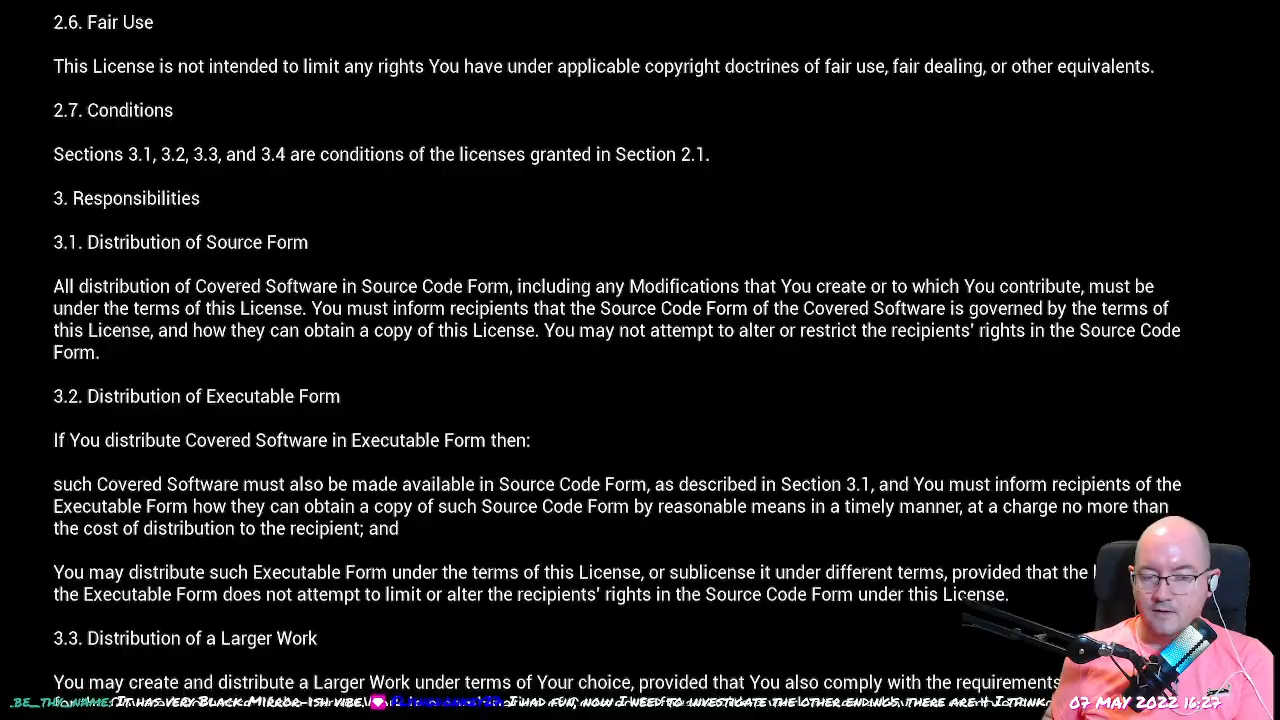 2.6. Fair Use
This License is not intended to limit any rights You have under applicable copyright doctrines of fair use, fair dealing, or other equivalents.
2.7. Conditions
Sections 3.1, 3.2, 3.3, and 3.4 are conditions of the licenses granted in Section 2.1.
3. Responsibilities
3.1. Distribution of Source Form
All distribution of Covered Software in Source Code Form, including any Modifications that You create or to which You contribute, must be
under the terms of this License. You must inform recipients that the Source Code Form of the Covered Software is governed by the terms of
this License, and how they can obtain a copy of this License. You may not attempt to alter or restrict the recipients' rights in the Source Code
Form.
3.2. Distribution of Executable Form
If You distribute Covered Software in Executable Form then:
such Covered Software must also be made available in Source Code Form, as described in Section 3.1, and You must inform recipients of the
Executable Form how they can obtain a copy of such Source Code Form by reasonable means in a timely manner, at a charge no more than
the cost of distribution to the recipient; and
You may distribute such Executable Form under the terms of this License, or sublicense it under different terms, provided that the
the Executable Form does not attempt to limit or alter the recipients' rights in the Source Code Form under this License.
3.3. Distribution of a Larger Work
You may create and distribute a Larger Work under terms of Your choice, provided that You also comply with the requirements
.be_thy_name: It has very Black Mirror-ish vibe. I had fun, now I need to investigate the other endings. There are 4 I think. 07 May 2022 16:27